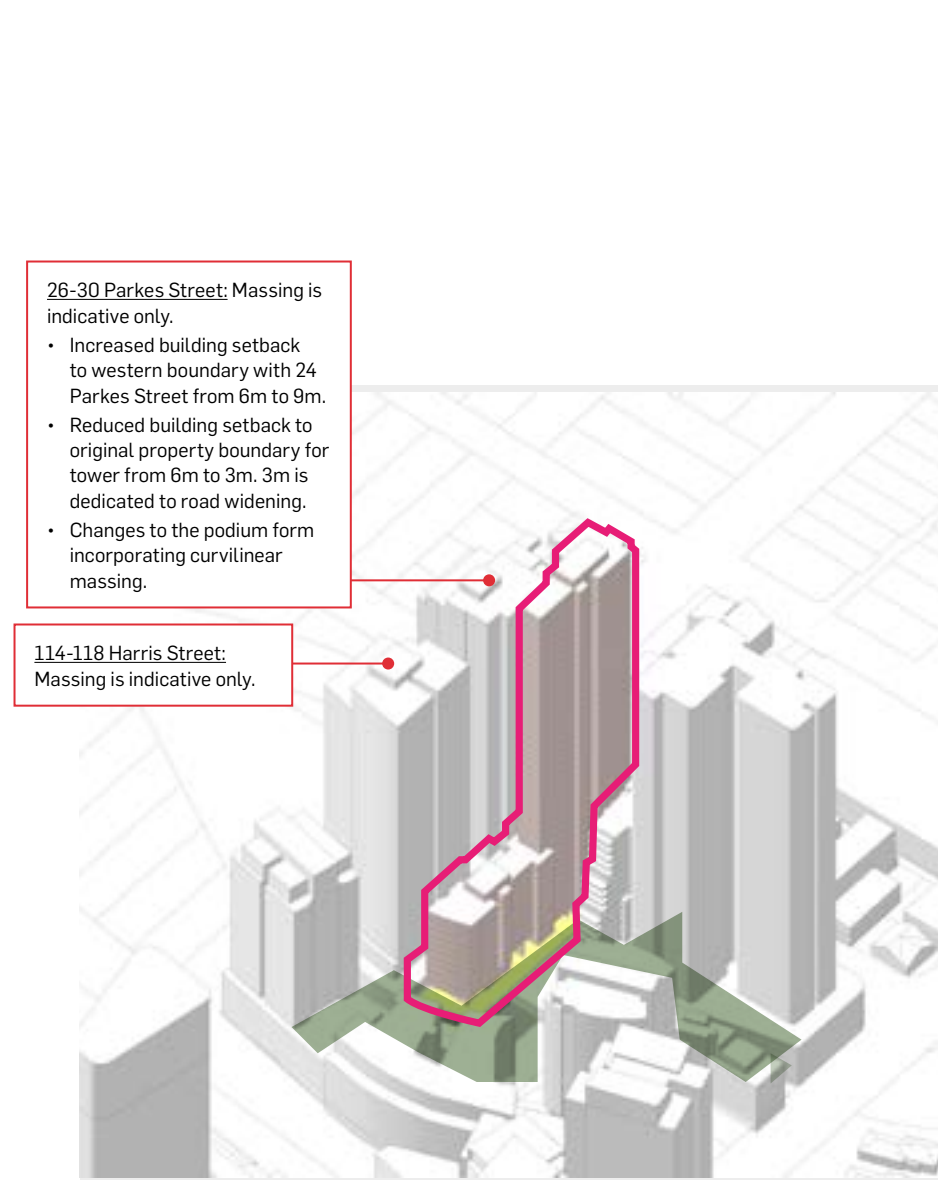 26-30 Parkes Street: Massing is
indicative only.
• Increased building setback
to western boundary with 24
Parkes Street from 6m to 9m.
• Reduced building setback to
original property boundary for
tower from 6m to 3m. 3m is
dedicated to road widening.
• Changes to the podium form
incorporating curvilinear
massing.
114-118 Harris Street:
Massing is indicative only.